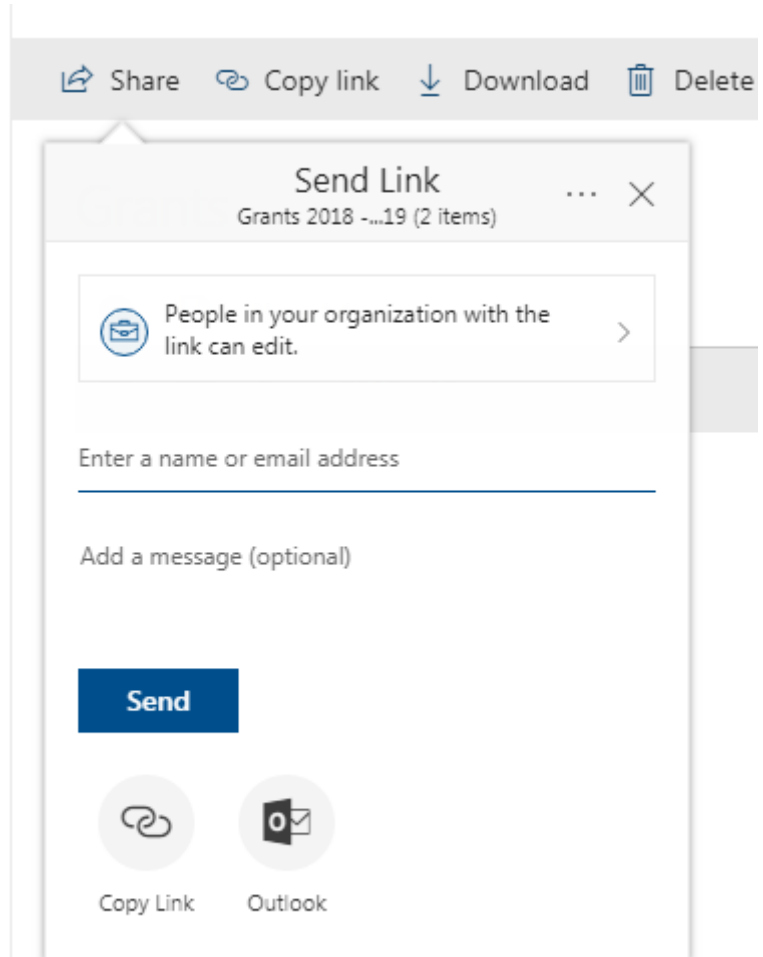 Share Copy link Download Delete
Send Link
Grants 2018 -...19 (2 items)
People in your organization with the
link can edit.
Enter a name or email address
Add a message (optional)
Send
Copy Link Outlook